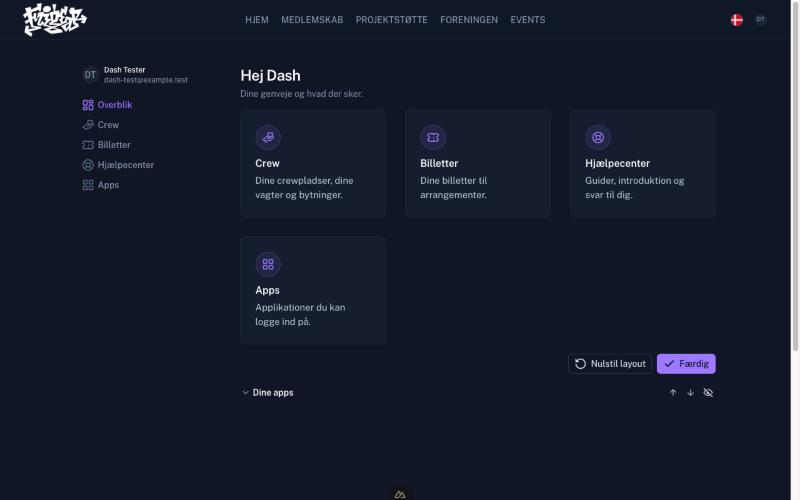 HJEM MEDLEMSKAB PROJEKTSTØTTE FORENINGEN EVENTS DT
DT Dash Tester
dash-test@example.test
Overblik
Crew
Billetter
Hjælpecenter
Apps
Hej Dash
Dine genveje og hvad der sker.
Crew
Dine crewpladser, dine
vagter og bytninger.
Billetter
Dine billetter til
arrangementer.
Hjælpecenter
Guider, introduktion og
svar til dig.
Apps
Applikationer du kan
logge ind på.
Nulstil layout
Færdig
Dine apps